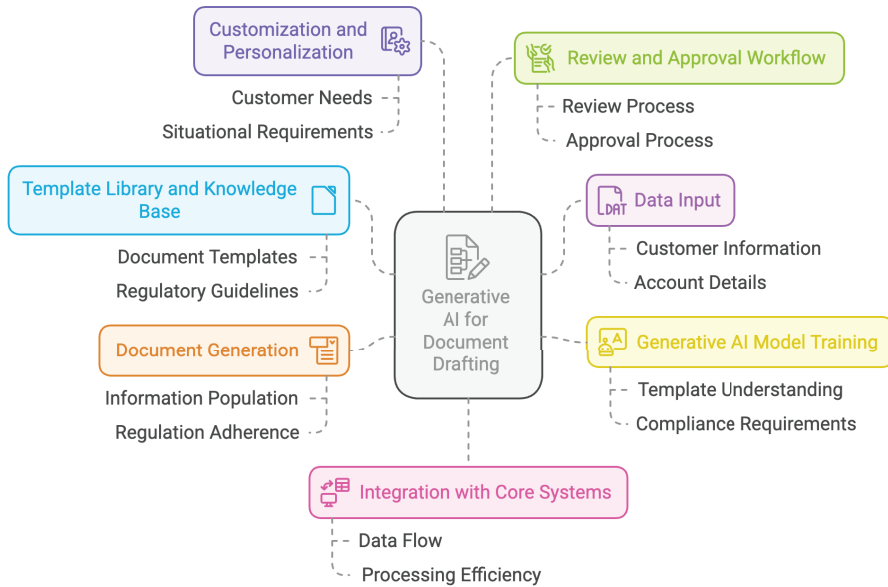 Customization and
Personalization
Customer Needs
Situational Requirements
Review and Approval Workflow
Review Process
Approval Process
Template Library and Knowledge
Base
Document Templates
Regulatory Guidelines
DAT
Data Input
Customer Information
Account Details
Generative
AI for
Document
Drafting
Document Generation
Information Population
Regulation Adherence
A
Generative AI Model Training
Template Understanding
Compliance Requirements
Integration with Core Systems
Data Flow
Processing Efficiency